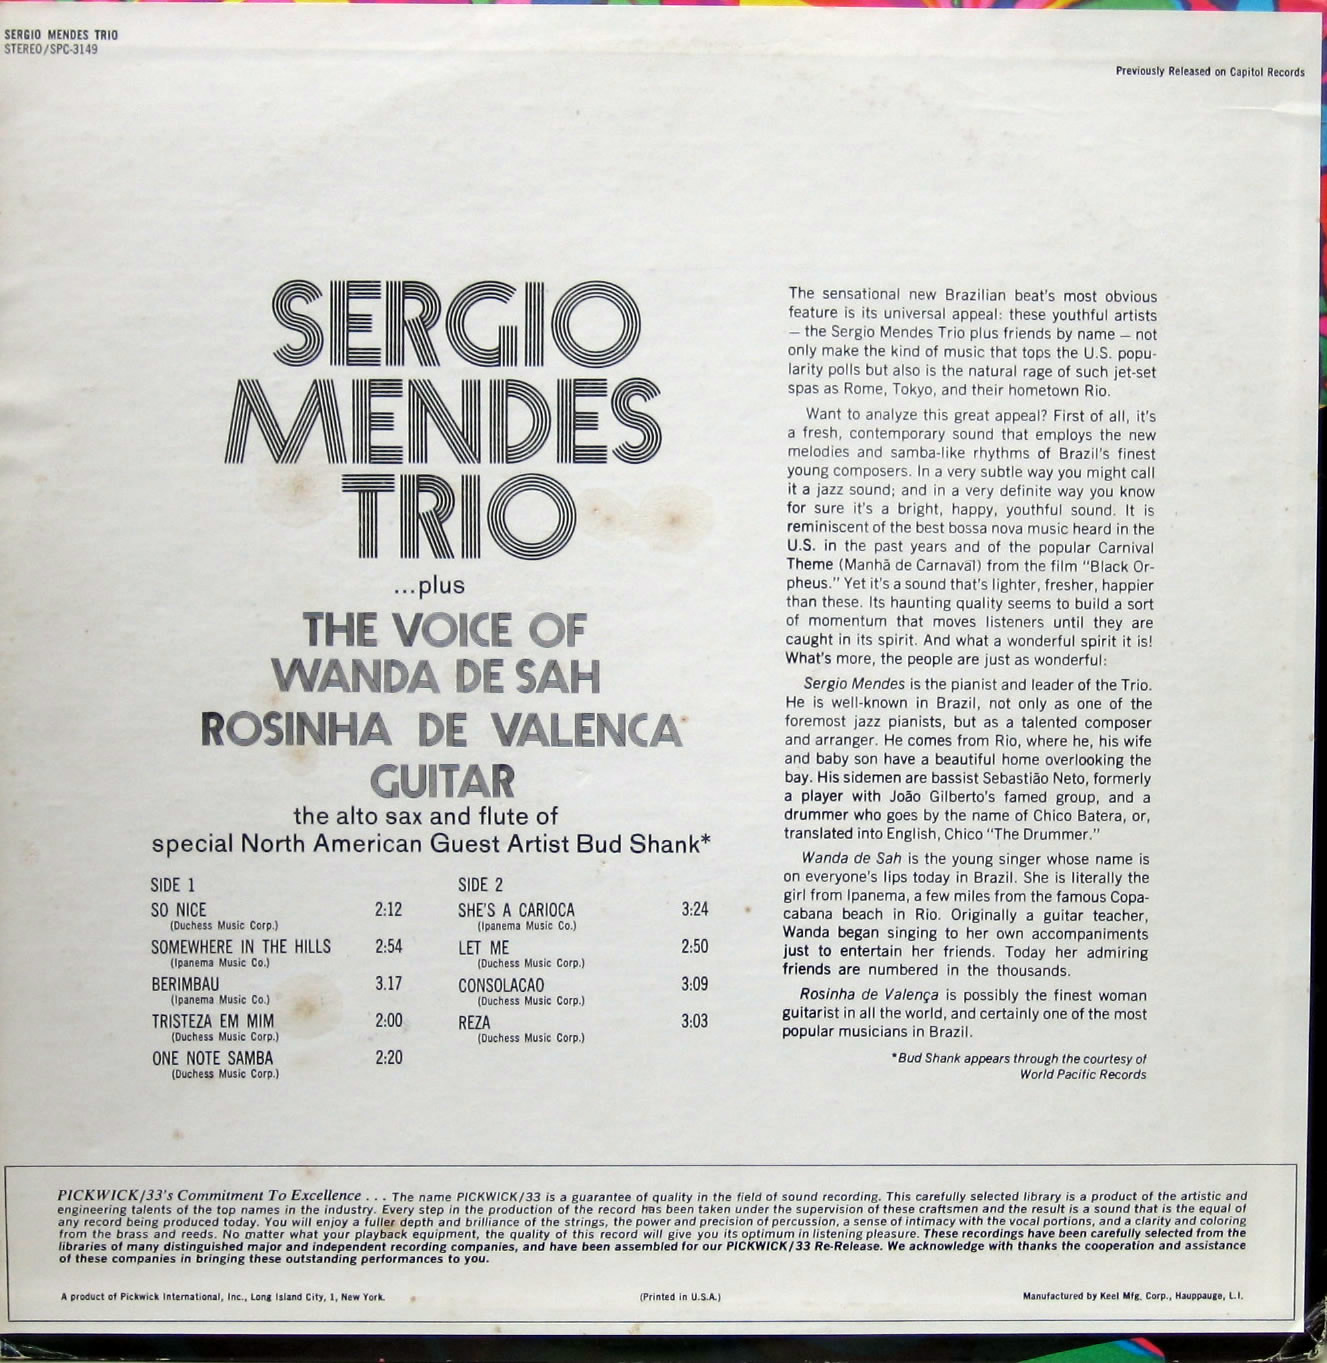 SERGIO MENDES TRIO
STEREO/SPC-3149
Previously Released on Capitol Records
SERGIO
MENDES
TRIO
...plus
THE VOICE OF
WANDA DE SAH
ROSINHA DE VALENCA
GUITAR
the alto sax and flute of
special North American Guest Artist Bud Shank*
SIDE 1
SO NICE 2:12
(Duchess Music Corp.)
SOMEWHERE IN THE HILLS 2:54
(Ipanema Music Co.)
BERIMBAU 3.17
(Ipanema Music Co.)
TRISTEZA EM MIM 2:00
(Duchess Music Corp.)
ONE NOTE SAMBA 2:20
(Duchess Music Corp.)
SIDE 2
SHE'S A CARIOCA 3:24
(Ipanema Music Co.)
LET ME 2:50
(Duchess Music Corp.)
CONSOLACAO 3:09
(Duchess Music Corp.)
REZA 3:03
(Duchess Music Corp.)
The sensational new Brazilian beat's most obvious
feature is its universal appeal: these youthful artists
— the Sergio Mendes Trio plus friends by name — not
only make the kind of music that tops the U.S. popu-
larity polls but also is the natural rage of such jet-set
spas as Rome, Tokyo, and their hometown Rio.
Want to analyze this great appeal? First of all, it's
a fresh, contemporary sound that employs the new
melodies and samba-like rhythms of Brazil's finest
young composers. In a very subtle way you might call
it a jazz sound; and in a very definite way you know
for sure it's a bright, happy, youthful sound. It is
reminiscent of the best bossa nova music heard in the
U.S. in the past years and of the popular Carnival
Theme (Manhã de Carnaval) from the film "Black Or-
pheus." Yet it's a sound that's lighter, fresher, happier
than these. Its haunting quality seems to build a sort
of momentum that moves listeners until they are
caught in its spirit. And what a wonderful spirit it is!
What's more, the people are just as wonderful:
Sergio Mendes is the pianist and leader of the Trio.
He is well-known in Brazil, not only as one of the
foremost jazz pianists, but as a talented composer
and arranger. He comes from Rio, where he, his wife
and baby son have a beautiful home overlooking the
bay. His sidemen are bassist Sebastião Neto, formerly
a player with João Gilberto's famed group, and a
drummer who goes by the name of Chico Batera, or,
translated into English, Chico "The Drummer."
Wanda de Sah is the young singer whose name is
on everyone's lips today in Brazil. She is literally the
girl from Ipanema, a few miles from the famous Copa-
cabana beach in Rio. Originally a guitar teacher,
Wanda began singing to her own accompaniments
just to entertain her friends. Today her admiring
friends are numbered in the thousands.
Rosinha de Valença is possibly the finest woman
guitarist in all the world, and certainly one of the most
popular musicians in Brazil.
*Bud Shank appears through the courtesy of
World Pacific Records
PICKWICK/33's Commitment To Excellence . . . The name PICKWICK/33 is a guarantee of quality in the field of sound recording. This carefully selected library is a product of the artistic and
engineering talents of the top names in the industry. Every step in the production of the record has been taken under the supervision of these craftsmen and the result is a sound that is the equal of
any record being produced today. You will enjoy a fuller depth and brilliance of the strings, the power and precision of percussion, a sense of intimacy with the vocal portions, and a clarity and coloring
from the brass and reeds. No matter what your playback equipment, the quality of this record will give you its optimum in listening pleasure. These recordings have been carefully selected from the
libraries of many distinguished major and independent recording companies, and have been assembled for our PICKWICK/33 Re-Release. We acknowledge with thanks the cooperation and assistance
of these companies in bringing these outstanding performances to you.
A product of Pickwick International, Inc., Long Island City, 1, New York.
(Printed in U.S.A.)
Manufactured by Keel Mfg. Corp., Hauppauge, L.I.